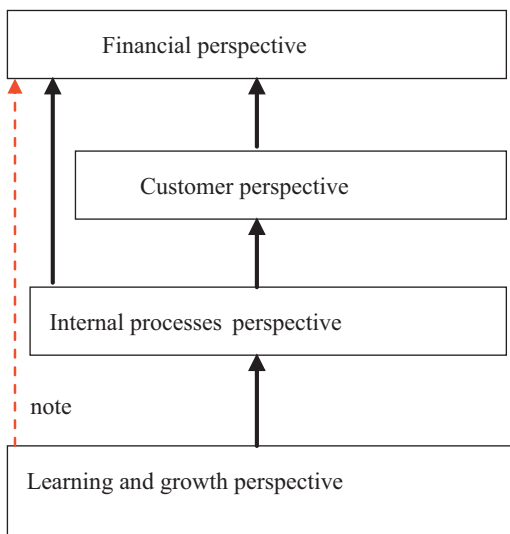 Financial perspective
Customer perspective
Internal processes perspective
note
Learning and growth perspective